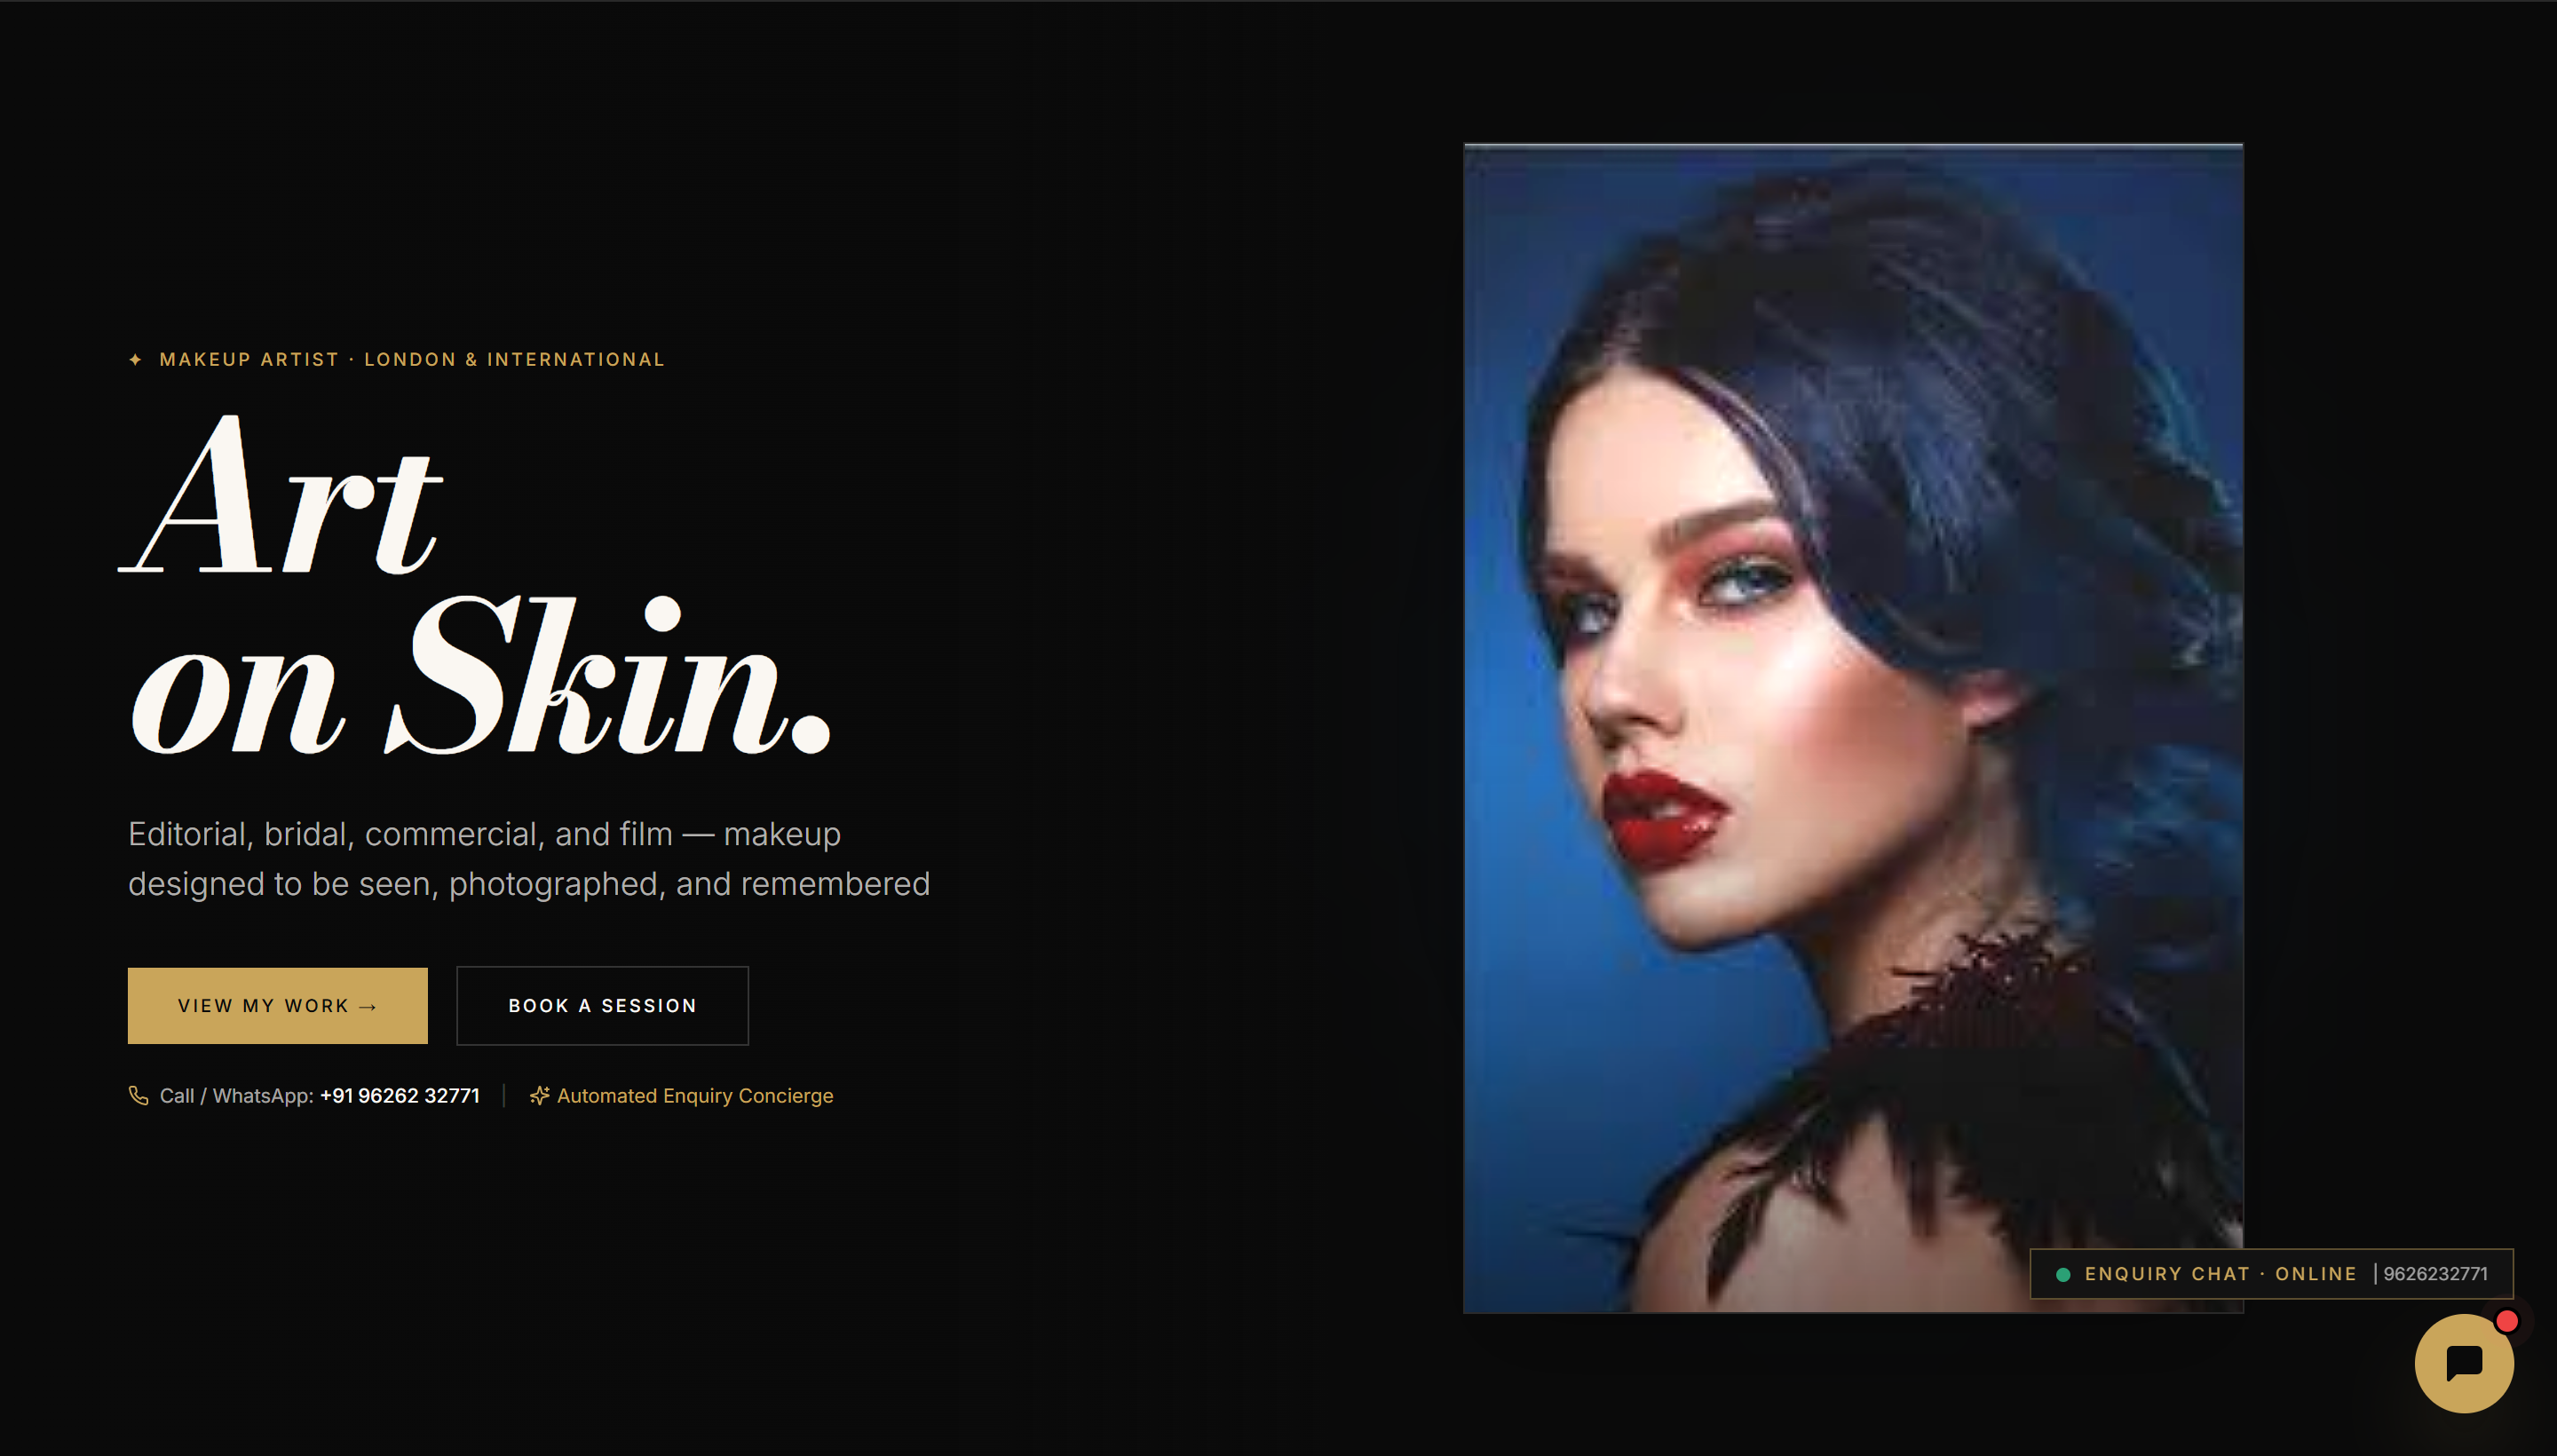 ✦ MAKEUP ARTIST · LONDON & INTERNATIONAL
Art
on Skin.
Editorial, bridal, commercial, and film — makeup
designed to be seen, photographed, and remembered
VIEW MY WORK →
BOOK A SESSION
Call / WhatsApp: +91 96262 32771 | Automated Enquiry Concierge
ENQUIRY CHAT · ONLINE | 9626232771